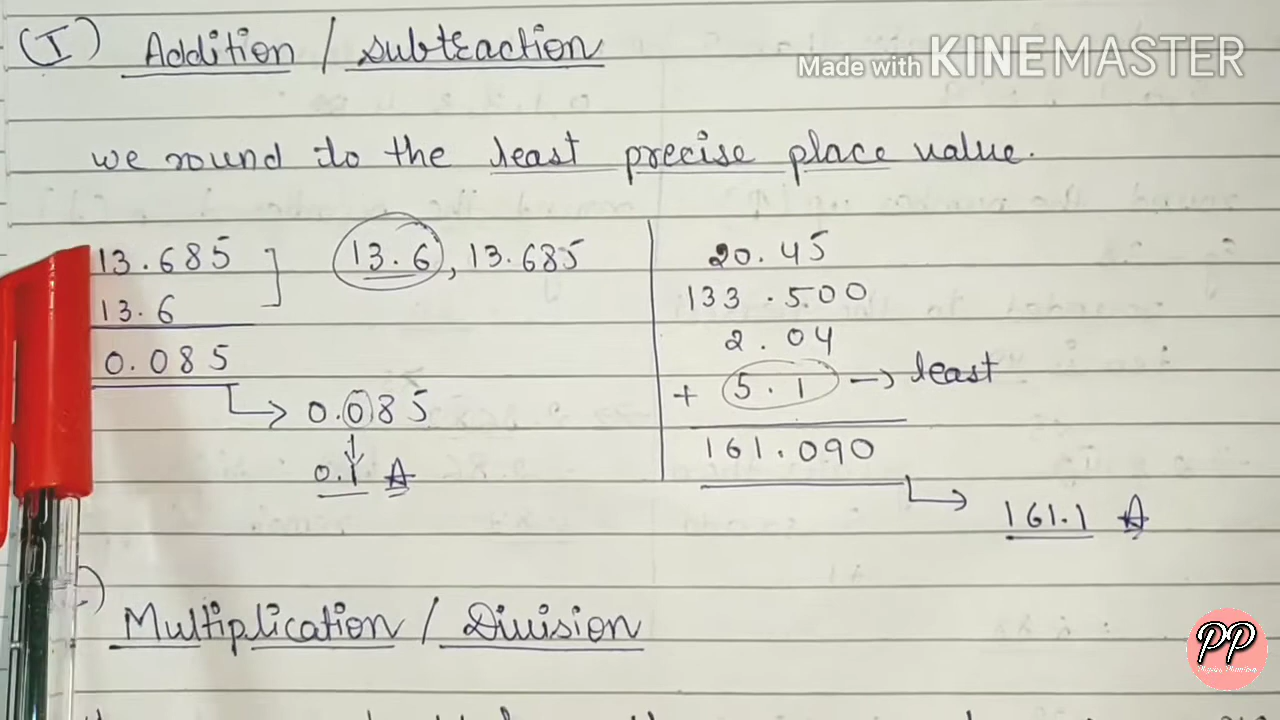 (I) Addition / Subtraction
Made with KINEMASTER
we round to the least precise place value.
13.685
13.6
0.085
13.6, 13.685
0.085
0.1 A
20.45
133.500
2.04
+ 5.1 → least
161.090
161.1 A
Multiplication / Division
PP